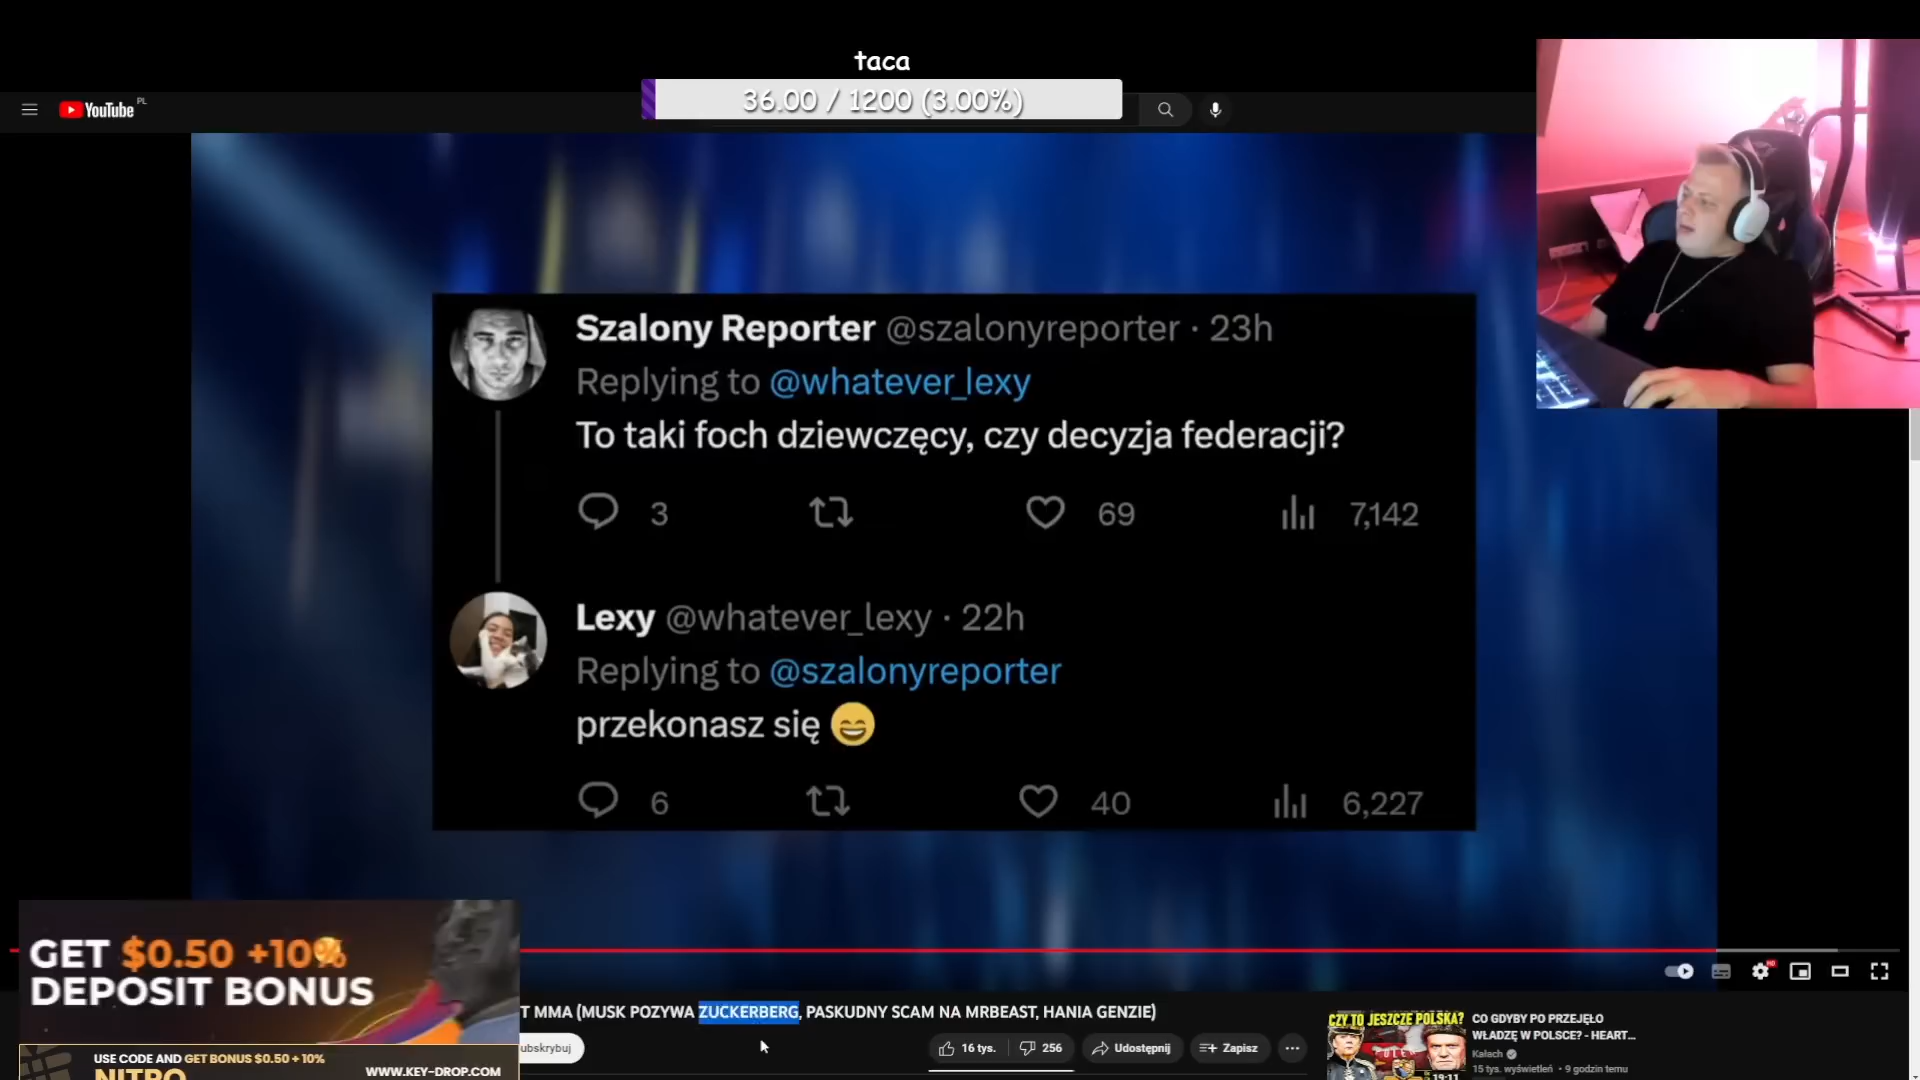 taca
36.00 / 1200 (3.00%)
YouTube PL
Szalony Reporter @szalonyreporter · 23h
Replying to @whatever_lexy
To taki foch dziewczęcy, czy decyzja federacji?
3 69 7,142
Lexy @whatever_lexy · 22h
Replying to @szalonyreporter
przekonasz się 😄
6 40 6,227
GET $0.50 +10%
DEPOSIT BONUS
USE CODE AND GET BONUS $0.50 + 10%
NITRO
WWW.KEY-DROP.COM
HD
T MMA (MUSK POZYWA ZUCKERBERG, PASKUDNY SCAM NA MRBEAST, HANIA GENZIE)
ubskrybuj
16 tys. 256 Udostępnij Zapisz
CZY TO JESZCZE POLSKA?
19:11
CO GDYBY PO PRZEJĘŁO
WŁADZĘ W POLSCE? - HEART...
Kałach
15 tys. wyświetleń • 9 godzin temu